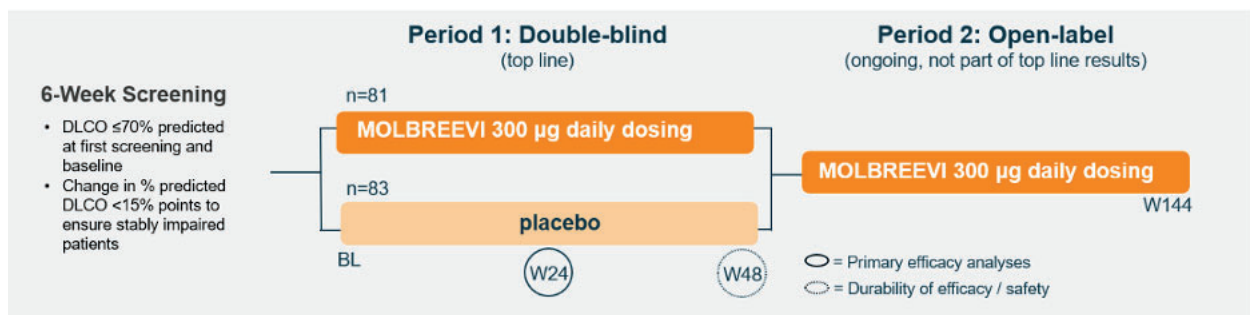 Period 1: Double-blind
(top line)
Period 2: Open-label
(ongoing, not part of top line results)
6-Week Screening
• DLCO ≤70% predicted
at first screening and
baseline
• Change in % predicted
DLCO <15% points to
ensure stably impaired
patients
n=81
MOLBREEVI 300 µg daily dosing
n=83
placebo
BL
W24
W48
MOLBREEVI 300 µg daily dosing
W144
= Primary efficacy analyses
= Durability of efficacy / safety